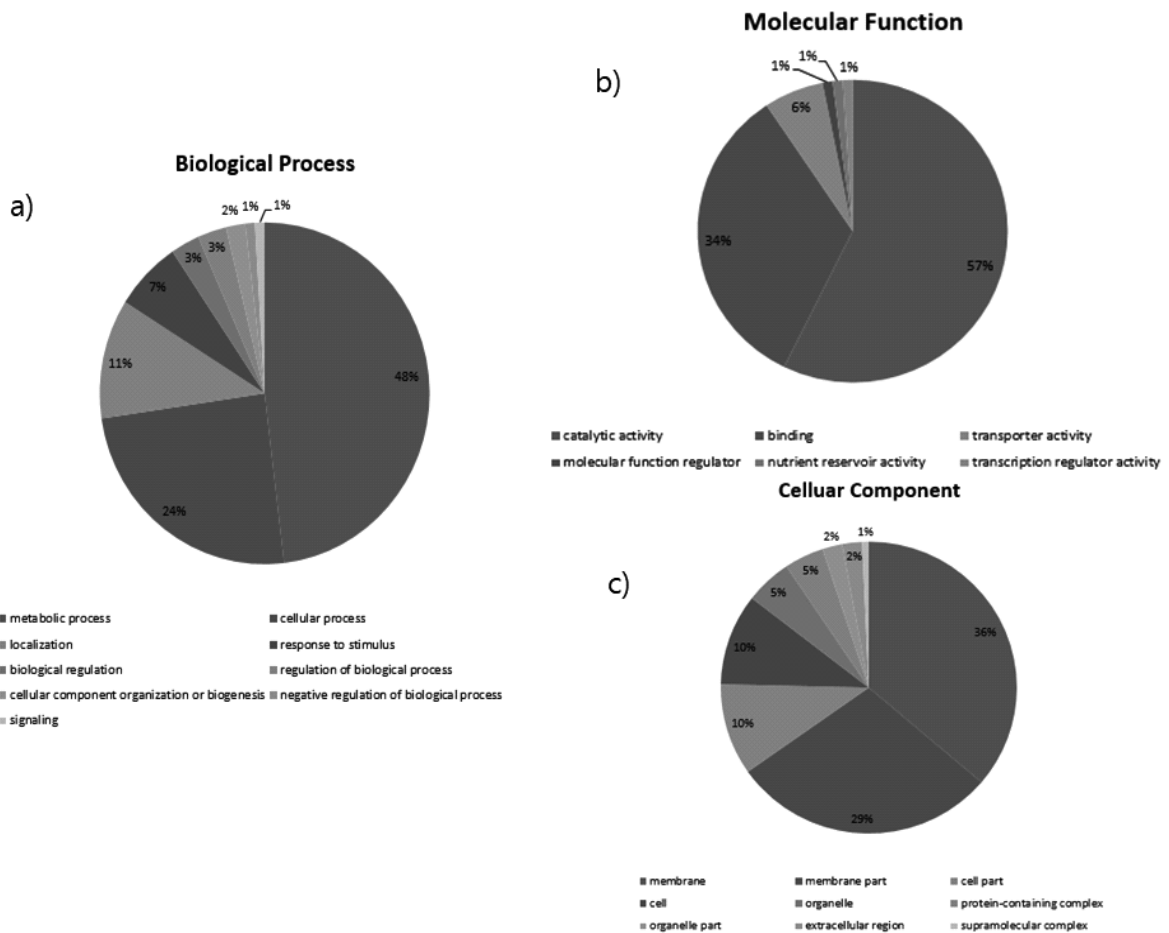 a)
Biological Process
2% 1% 1%
3% 3%
7%
11%
48%
24%
metabolic process cellular process
localization response to stimulus
biological regulation regulation of biological process
cellular component organization or biogenesis negative regulation of biological process
signaling
b)
Molecular Function
1% 1% 1%
6%
34%
57%
catalytic activity binding transporter activity
molecular function regulator nutrient reservoir activity transcription regulator activity
c)
Celluar Component
2% 1%
5% 5% 2%
36%
10%
10%
29%
membrane membrane part cell part
cell organelle protein-containing complex
organelle part extracellular region supramolecular complex